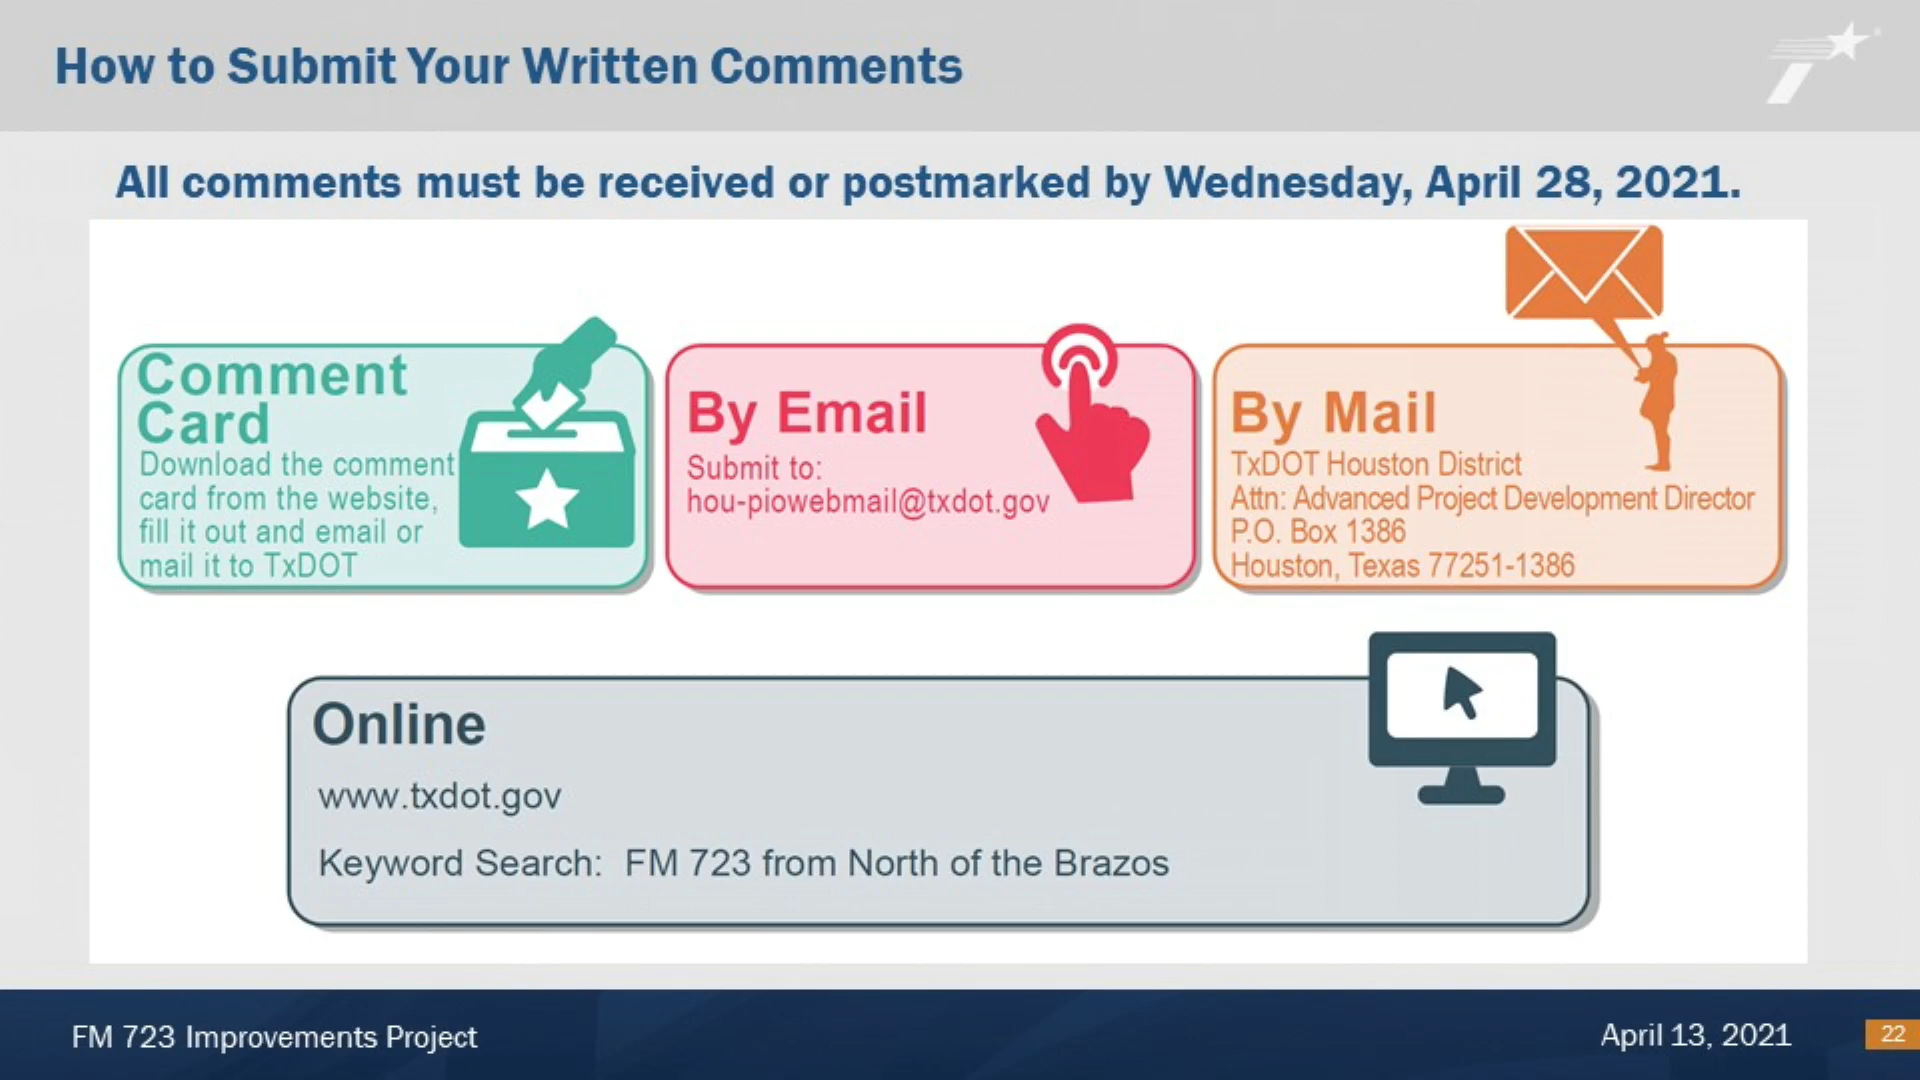 How to Submit Your Written Comments
All comments must be received or postmarked by Wednesday, April 28, 2021.
Comment
Card
Download the comment
card from the website,
fill it out and email or
mail it to TxDOT
By Email
Submit to:
hou-piowebmail@txdot.gov
By Mail
TxDOT Houston District
Attn: Advanced Project Development Director
P.O. Box 1386
Houston, Texas 77251-1386
Online
www.txdot.gov
Keyword Search: FM 723 from North of the Brazos
FM 723 Improvements Project
April 13, 2021
22